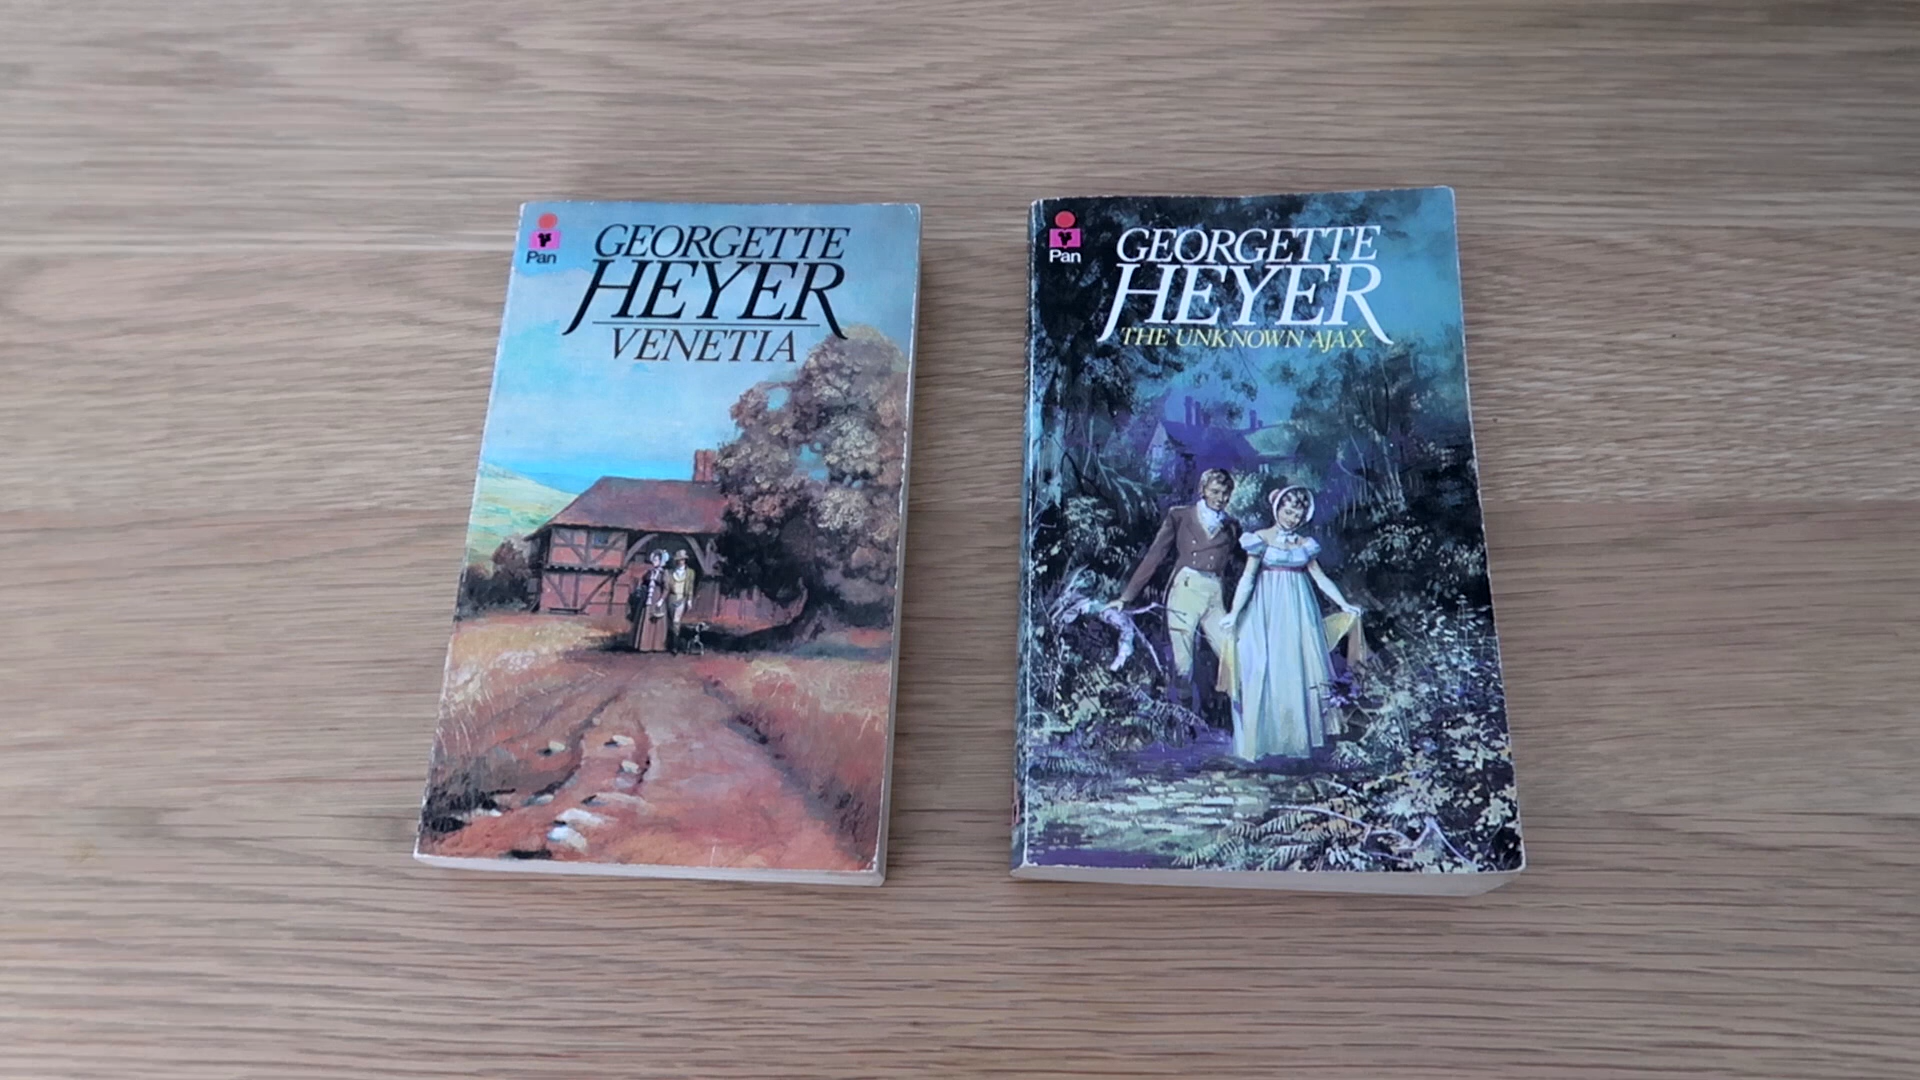 Pan
GEORGETTE
HEYER
VENETIA
Pan
GEORGETTE
HEYER
THE UNKNOWN AJAX